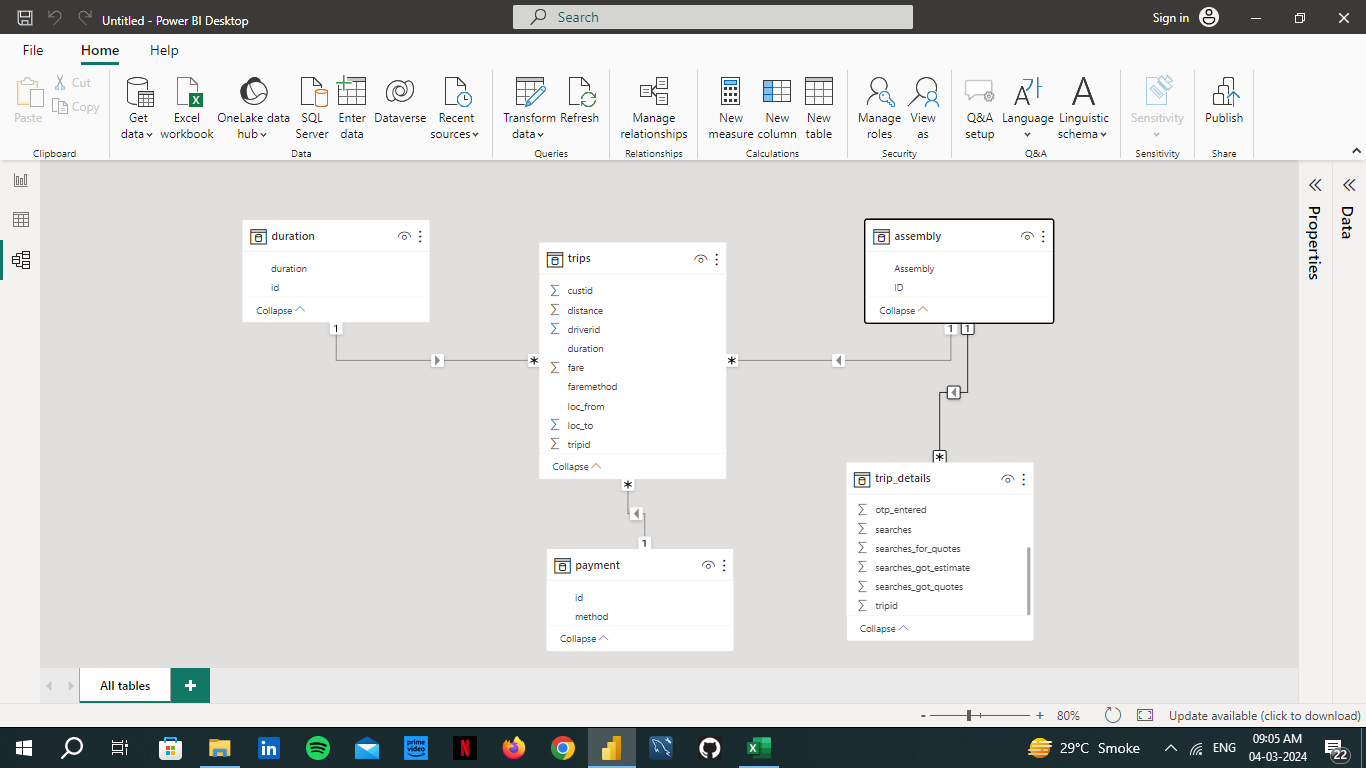 Untitled - Power BI Desktop
Search
Sign in
File
Home
Help
Paste
Cut
Copy
Get data
Excel workbook
OneLake data hub
SQL Server
Enter data
Dataverse
Recent sources
Transform data
Refresh
Manage relationships
New measure
New column
New table
Manage roles
View as
Q&A setup
Language
Linguistic schema
Sensitivity
Publish
Clipboard
Data
Queries
Relationships
Calculations
Security
Q&A
Sensitivity
Share
duration
duration
id
Collapse
1
*
trips
custid
distance
driverid
duration
fare
faremethod
loc_from
loc_to
tripid
Collapse
*
1
payment
id
method
Collapse
assembly
Assembly
ID
Collapse
1
1
*
*
trip_details
otp_entered
searches
searches_for_quotes
searches_got_estimate
searches_got_quotes
tripid
Collapse
Properties
Data
All tables
+
- + 80%
Update available (click to download)
prime video
29°C Smoke
ENG
09:05 AM
04-03-2024
22